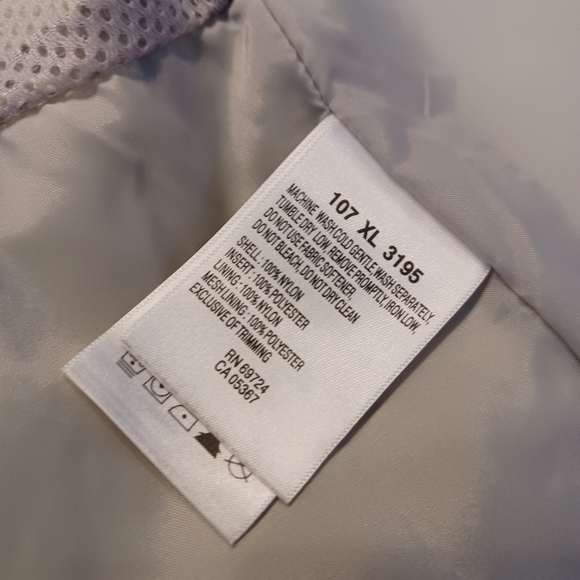 107 XL 3195
MACHINE WASH COLD GENTLE WASH SEPARATELY,
TUMBLE DRY LOW. REMOVE PROMPTLY, IRON LOW.
DO NOT USE FABRIC SOFTENER.
DO NOT BLEACH, DO NOT DRY CLEAN
SHELL : 100% NYLON
INSERT : 100% POLYESTER
LINING : 100% NYLON
MESH LINING : 100% POLYESTER
EXCLUSIVE OF TRIMMING
RN 69724
CA 05367